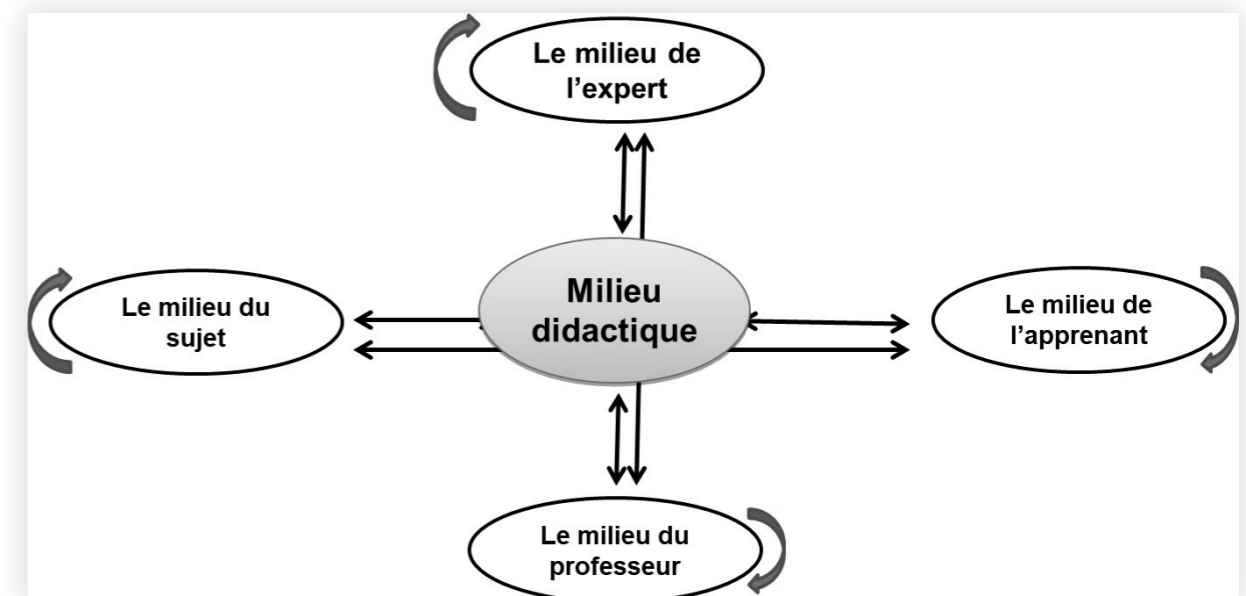 Le milieu de
l’expert
Milieu
didactique
Le milieu du
sujet
Le milieu de
l’apprenant
Le milieu du
professeur